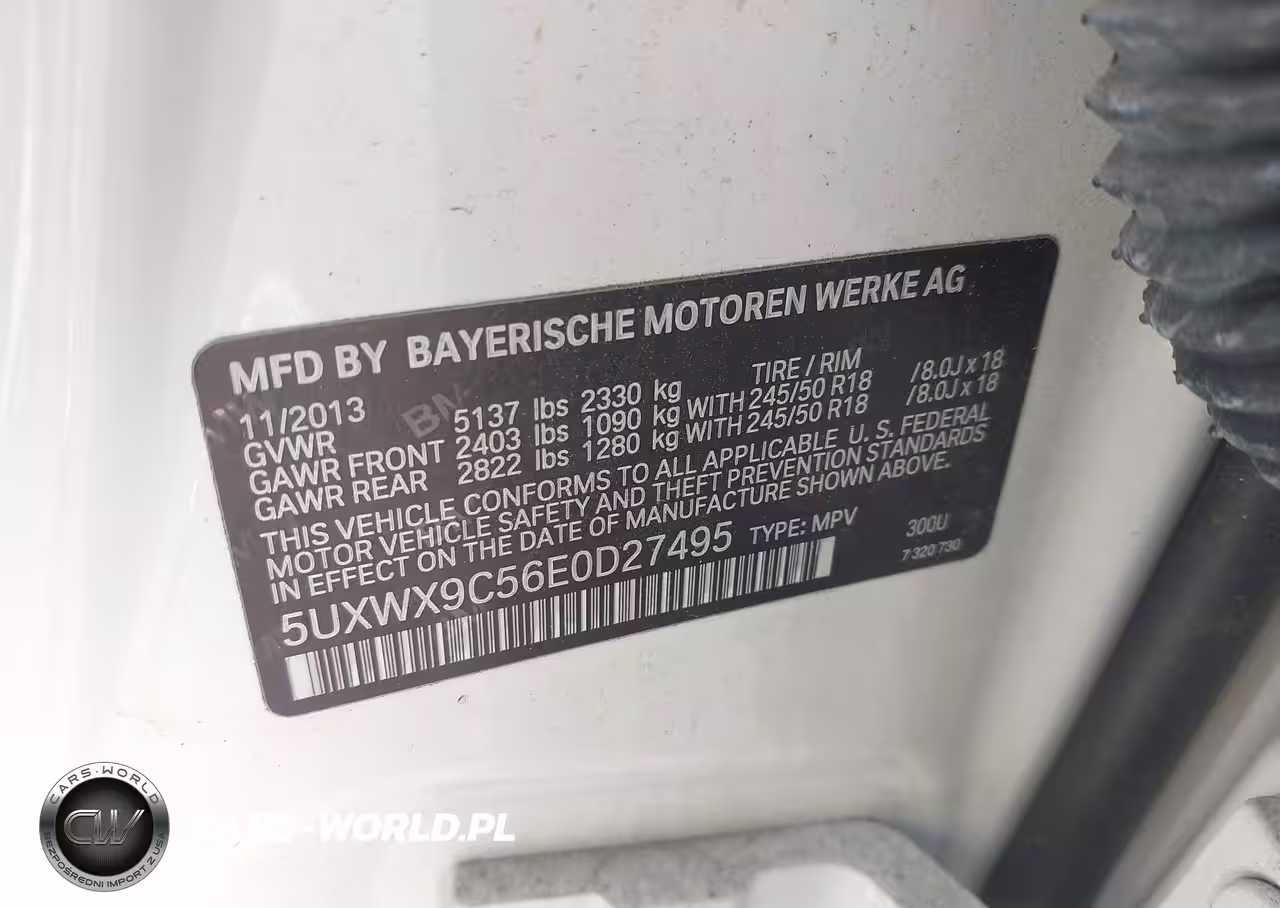 MFD BY BAYERISCHE MOTOREN WERKE AG
11/2013 TIRE / RIM
GVWR 5137 lbs 2330 kg
GAWR FRONT 2403 lbs 1090 kg WITH 245/50 R18 /8.0J x 18
GAWR REAR 2822 lbs 1280 kg WITH 245/50 R18 /8.0J x 18
THIS VEHICLE CONFORMS TO ALL APPLICABLE U. S. FEDERAL
MOTOR VEHICLE SAFETY AND THEFT PREVENTION STANDARDS
IN EFFECT ON THE DATE OF MANUFACTURE SHOWN ABOVE.
5UXWX9C56E0D27495 TYPE: MPV 300U
7 320 730
CARS-WORLD
CW
BEZPOŚREDNI IMPORT Z USA
CARS-WORLD.PL